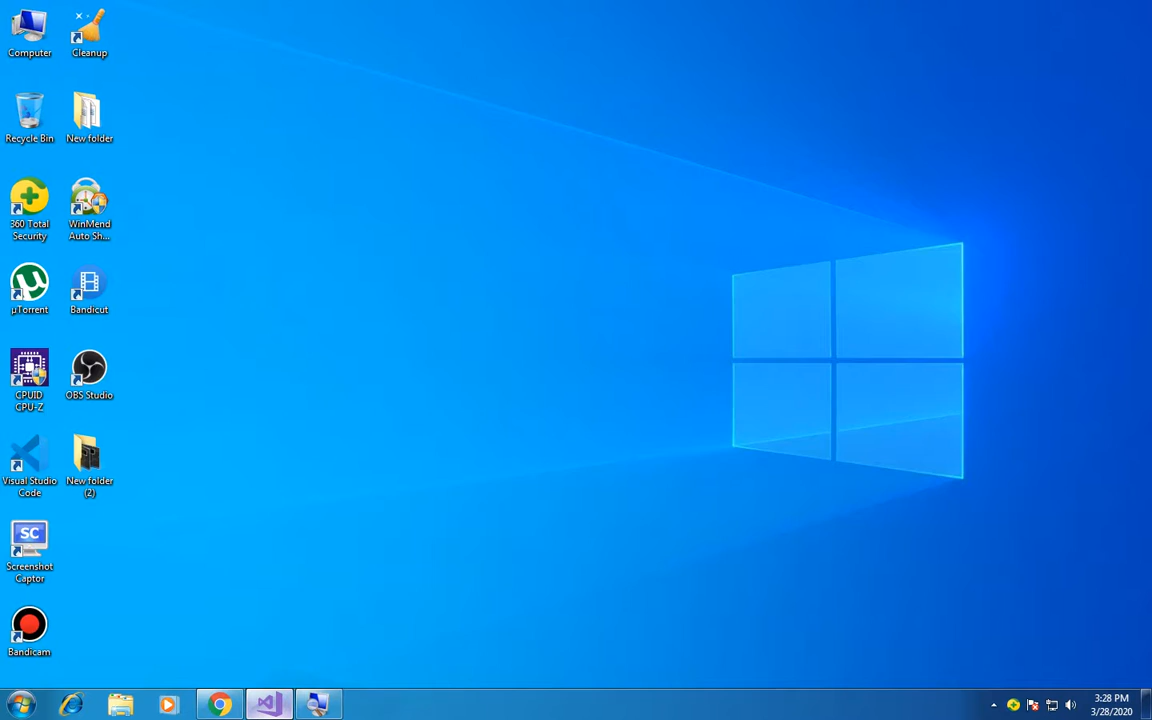 Computer
Cleanup
Recycle Bin
New folder
360 Total
Security
WinMend
Auto Sh...
µTorrent
Bandicut
CPUID
CPU-Z
OBS Studio
Visual Studio
Code
New folder
(2)
SC
Screenshot
Captor
Bandicam
3:28 PM
3/28/2020